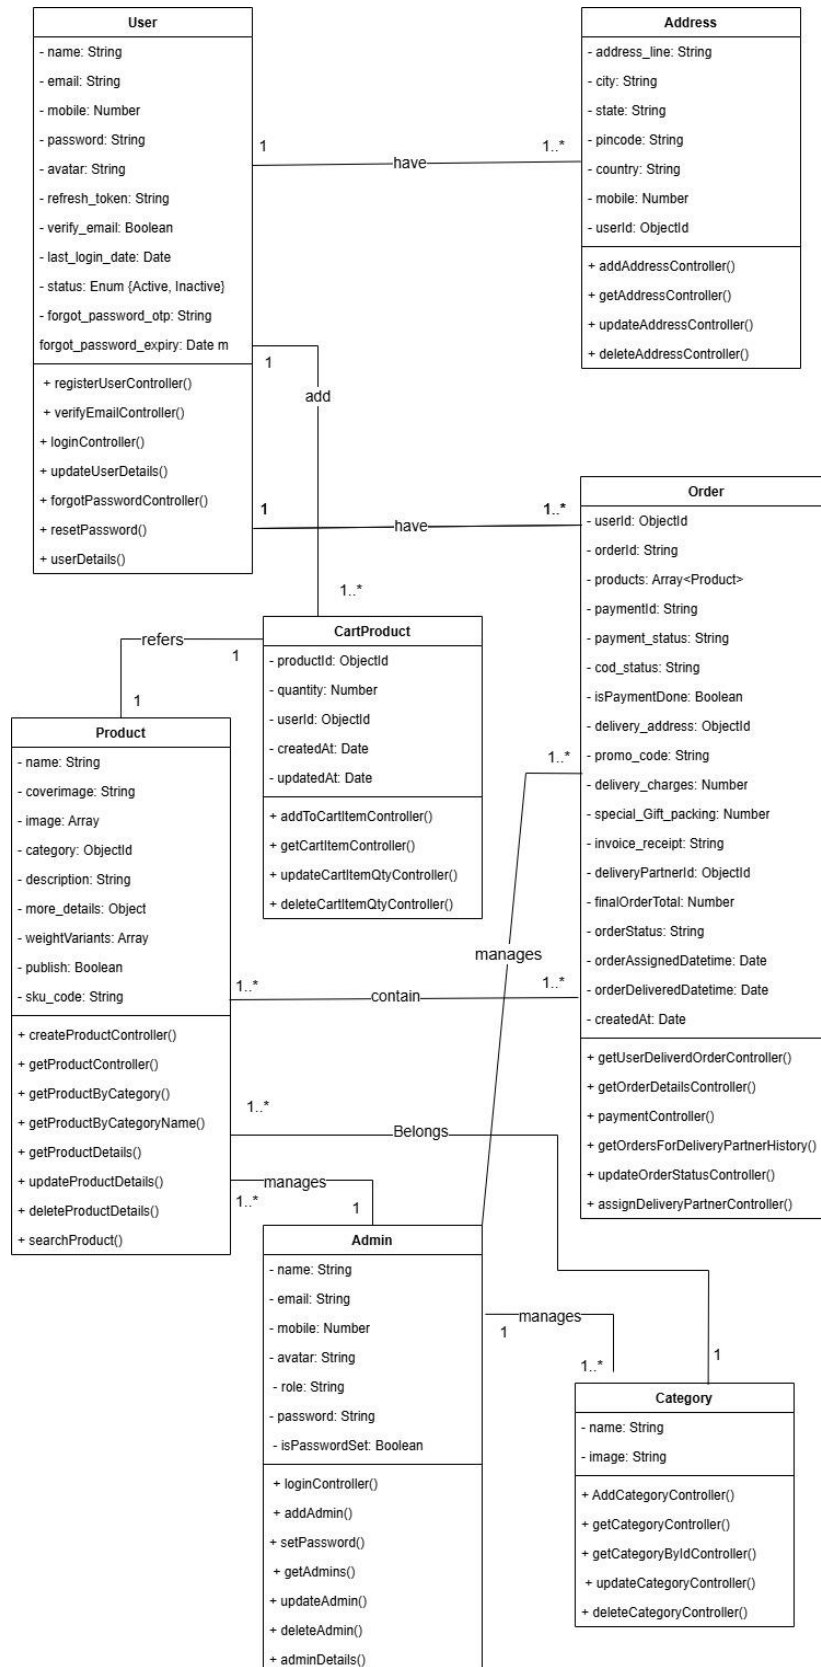 User
- name: String
- email: String
- mobile: Number
- password: String
- avatar: String
- refresh_token: String
- verify_email: Boolean
- last_login_date: Date
- status: Enum {Active, Inactive}
- forgot_password_otp: String
forgot_password_expiry: Date m
+ registerUserController()
+ verifyEmailController()
+ loginController()
+ updateUserDetails()
+ forgotPasswordController()
+ resetPassword()
+ userDetails()
1
have
1..*
Address
- address_line: String
- city: String
- state: String
- pincode: String
- country: String
- mobile: Number
- userId: ObjectId
+ addAddressController()
+ getAddressController()
+ updateAddressController()
+ deleteAddressController()
1
add
1..*
1
have
1..*
Order
- userId: ObjectId
- orderId: String
- products: Array<Product>
- paymentId: String
- payment_status: String
- cod_status: String
- isPaymentDone: Boolean
- delivery_address: ObjectId
- promo_code: String
- delivery_charges: Number
- special_Gift_packing: Number
- invoice_receipt: String
- deliveryPartnerId: ObjectId
- finalOrderTotal: Number
- orderStatus: String
- orderAssignedDatetime: Date
- orderDeliveredDatetime: Date
- createdAt: Date
+ getUserDeliverdOrderController()
+ getOrderDetailsController()
+ paymentController()
+ getOrdersForDeliveryPartnerHistory()
+ updateOrderStatusController()
+ assignDeliveryPartnerController()
CartProduct
- productId: ObjectId
- quantity: Number
- userId: ObjectId
- createdAt: Date
- updatedAt: Date
+ addToCartItemController()
+ getCartItemController()
+ updateCartItemQtyController()
+ deleteCartItemQtyController()
refers
1
1
Product
- name: String
- coverimage: String
- image: Array
- category: ObjectId
- description: String
- more_details: Object
- weightVariants: Array
- publish: Boolean
- sku_code: String
+ createProductController()
+ getProductController()
+ getProductByCategory()
+ getProductByCategoryName()
+ getProductDetails()
+ updateProductDetails()
+ deleteProductDetails()
+ searchProduct()
1..*
manages
1..*
contain
1..*
1..*
Belongs
1
manages
1..*
1
Admin
- name: String
- email: String
- mobile: Number
- avatar: String
- role: String
- password: String
- isPasswordSet: Boolean
+ loginController()
+ addAdmin()
+ setPassword()
+ getAdmins()
+ updateAdmin()
+ deleteAdmin()
+ adminDetails()
manages
1
1..*
Category
- name: String
- image: String
+ AddCategoryController()
+ getCategoryController()
+ getCategoryByIdController()
+ updateCategoryController()
+ deleteCategoryController()